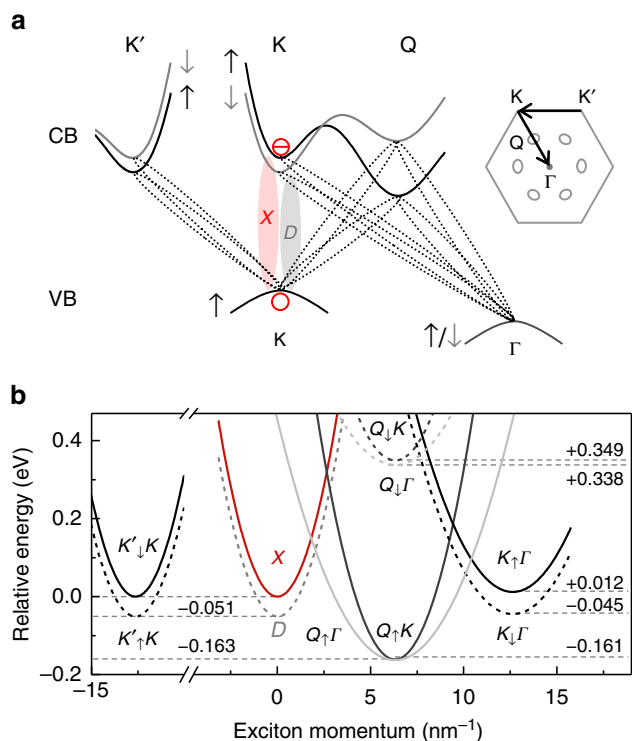 a
K′ K Q
↓ ↑ ↑ ↓
CB
K K′
Q
Γ
X D
VB
↑ K ↑/↓ Γ
b
Relative energy (eV)
0.4
0.2
0.0
−0.2
Q↓K
+0.349
Q↓Γ
+0.338
K′↓K X K↑Γ
+0.012
−0.051
−0.045
K′↑K D K↓Γ
−0.163 Q↑Γ Q↑K
−0.161
−15 0 5 10 15
Exciton momentum (nm⁻¹)